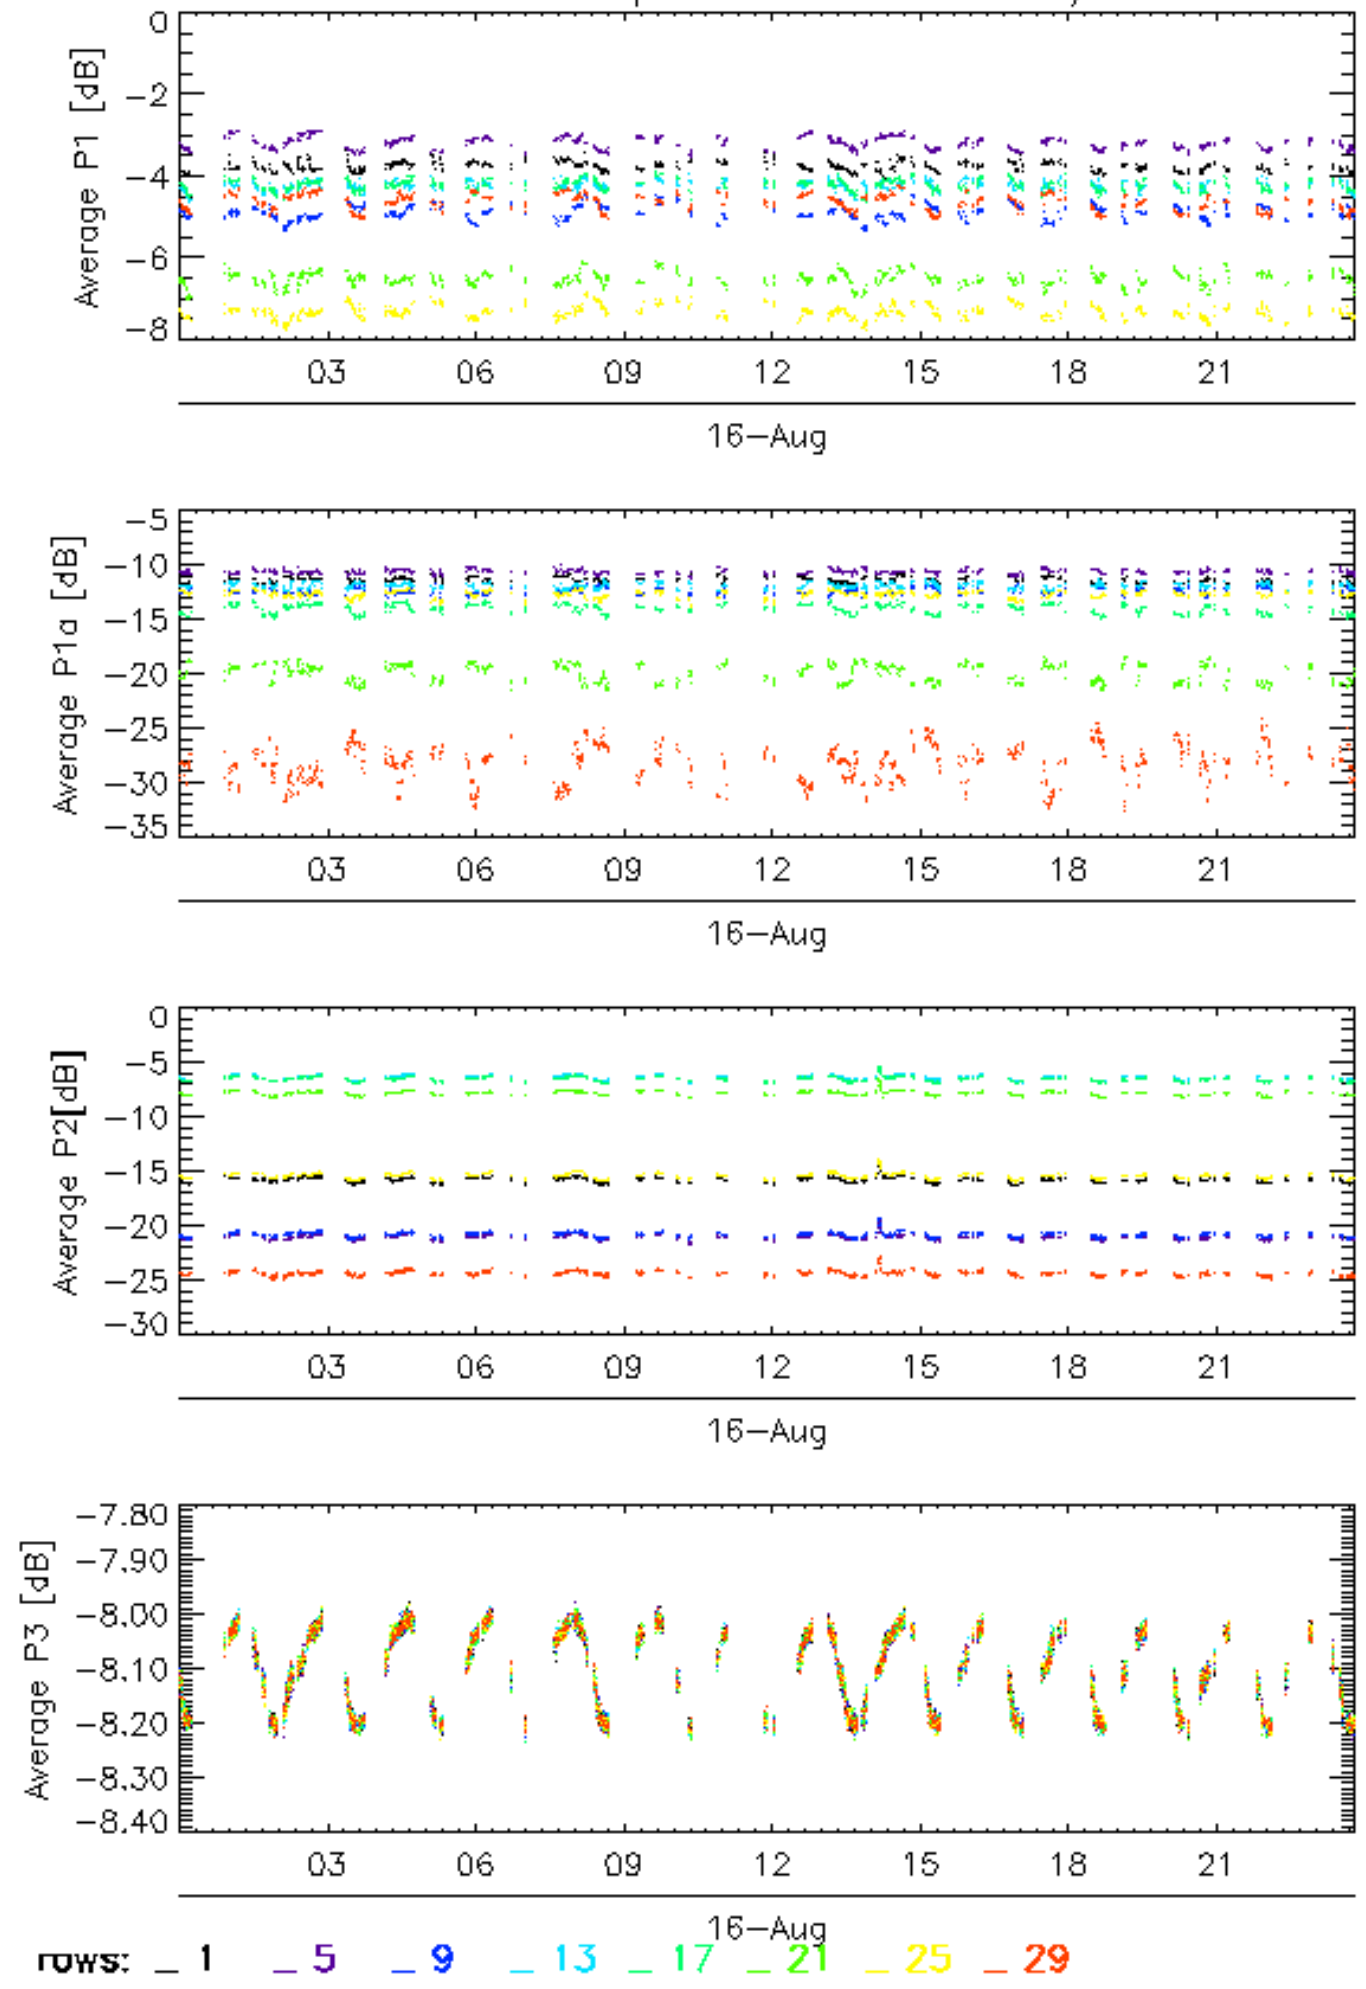 0
−2
−4
−6
−8
Average P1 [dB]
03 06 09 12 15 18 21
16−Aug
−5
−10
−15
−20
−25
−30
−35
Average P1a [dB]
03 06 09 12 15 18 21
16−Aug
0
−5
−10
−15
−20
−25
−30
Average P2[dB]
03 06 09 12 15 18 21
16−Aug
−7.80
−7.90
−8.00
−8.10
−8.20
−8.30
−8.40
Average P3 [dB]
03 06 09 12 15 18 21
16−Aug
rows: _ 1 _ 5 _ 9 _ 13 _ 17 _ 21 _ 25 _ 29